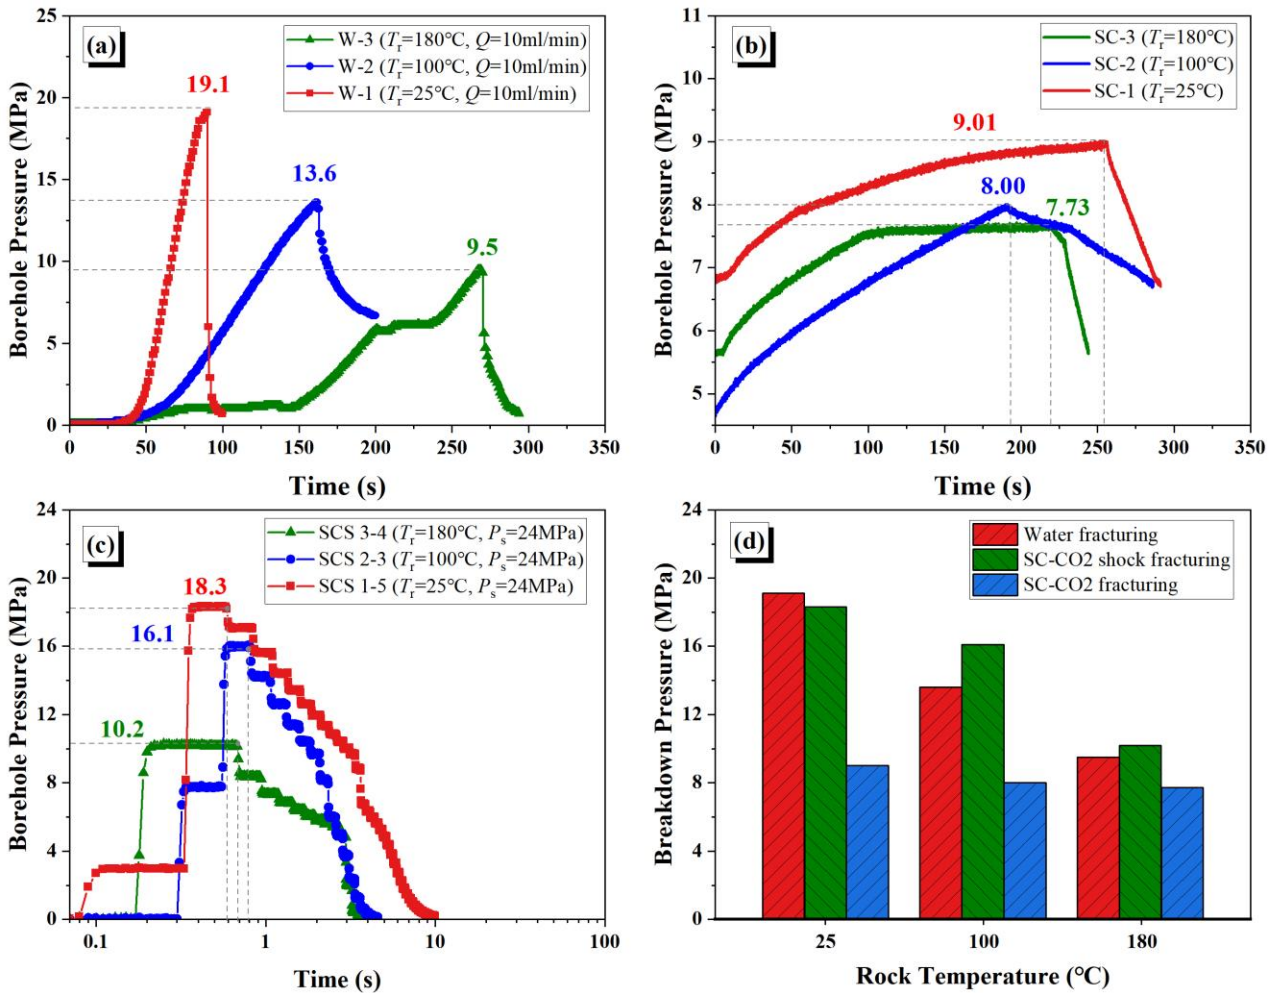 (a)
W-3 (Tr=180℃, Q=10ml/min)
W-2 (Tr=100℃, Q=10ml/min)
W-1 (Tr=25℃, Q=10ml/min)
19.1
13.6
9.5
25
20
15
10
5
0
0 50 100 150 200 250 300 350
Borehole Pressure (MPa)
Time (s)
(b)
SC-3 (Tr=180℃)
SC-2 (Tr=100℃)
SC-1 (Tr=25℃)
9.01
8.00
7.73
11
10
9
8
7
6
5
0 50 100 150 200 250 300 350
Borehole Pressure (MPa)
Time (s)
(c)
SCS 3-4 (Tr=180℃, Ps=24MPa)
SCS 2-3 (Tr=100℃, Ps=24MPa)
SCS 1-5 (Tr=25℃, Ps=24MPa)
18.3
16.1
10.2
24
20
16
12
8
4
0
0.1 1 10 100
Borehole Pressure (MPa)
Time (s)
(d)
Water fracturing
SC-CO2 shock fracturing
SC-CO2 fracturing
24
20
16
12
8
4
0
25 100 180
Breakdown Pressure (MPa)
Rock Temperature (℃)